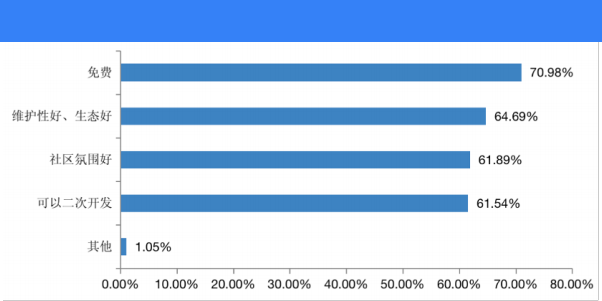 免费 70.98%
维护性好、生态好 64.69%
社区氛围好 61.89%
可以二次开发 61.54%
其他 1.05%
0.00% 10.00% 20.00% 30.00% 40.00% 50.00% 60.00% 70.00% 80.00%